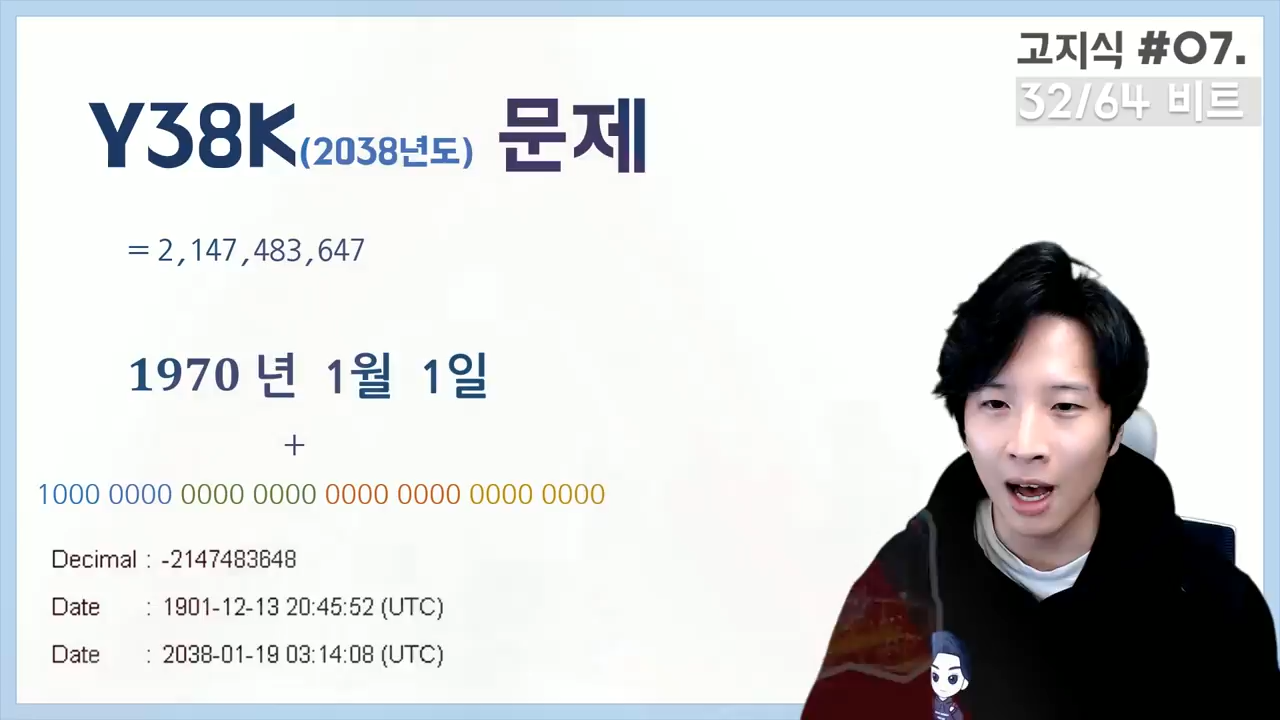 고지식 #07.
32/64 비트
Y38K(2038년도) 문제
= 2,147,483,647
1970 년 1월 1일
+
1000 0000 0000 0000 0000 0000 0000 0000
Decimal : -2147483648
Date : 1901-12-13 20:45:52 (UTC)
Date : 2038-01-19 03:14:08 (UTC)